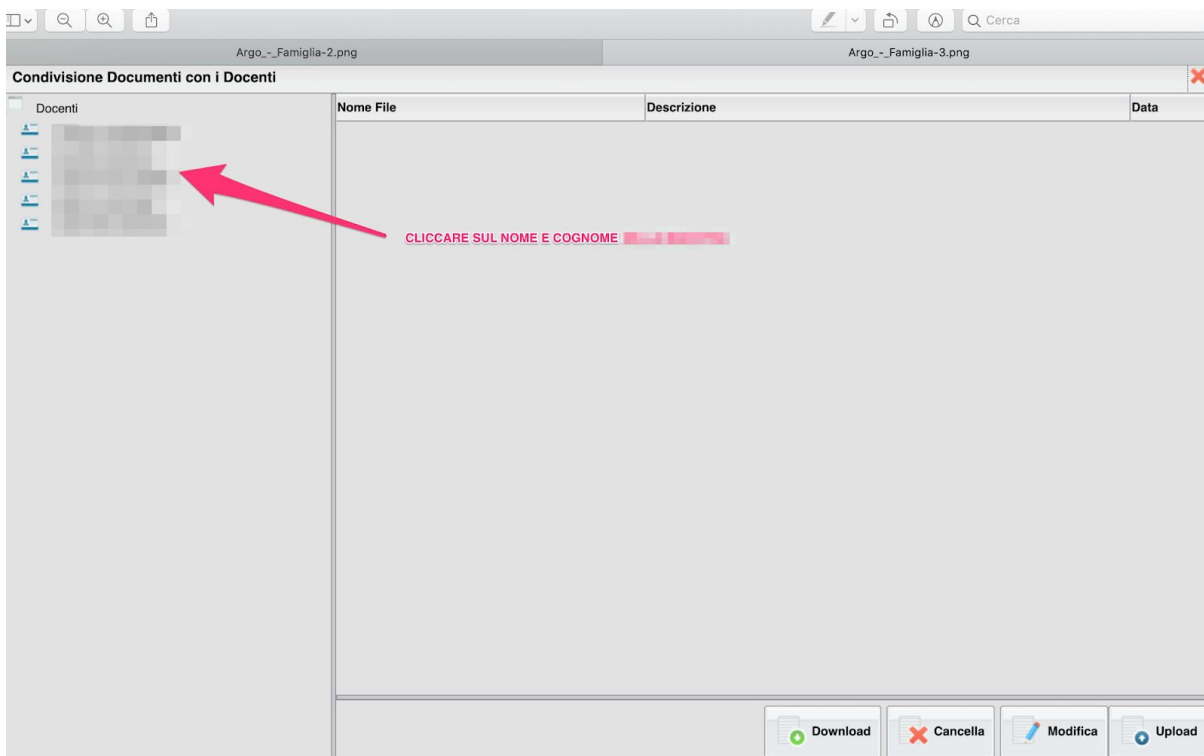 Cerca
Argo_-_Famiglia-2.png
Argo_-_Famiglia-3.png
Condivisione Documenti con i Docenti
Docenti
Nome File
Descrizione
Data
CLICCARE SUL NOME E COGNOME
Download
Cancella
Modifica
Upload